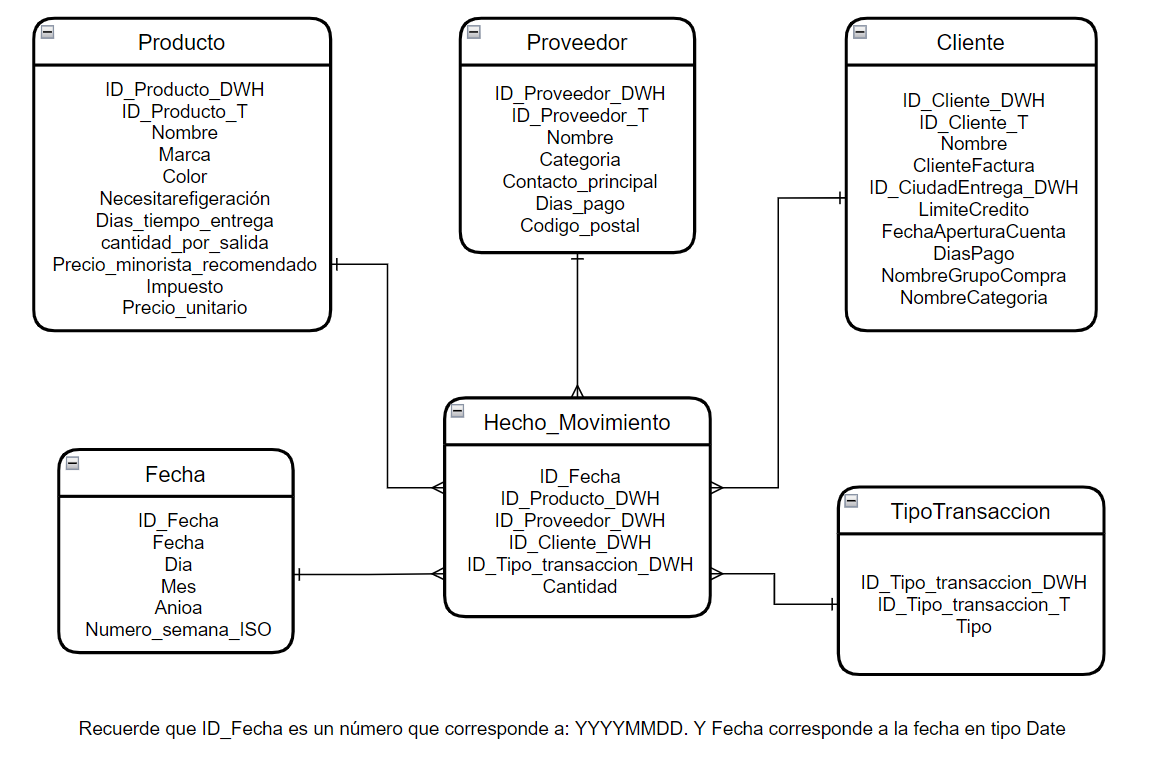 Producto
ID_Producto_DWH
ID_Producto_T
Nombre
Marca
Color
Necesitarefigeración
Dias_tiempo_entrega
cantidad_por_salida
Precio_minorista_recomendado
Impuesto
Precio_unitario
Proveedor
ID_Proveedor_DWH
ID_Proveedor_T
Nombre
Categoria
Contacto_principal
Dias_pago
Codigo_postal
Cliente
ID_Cliente_DWH
ID_Cliente_T
Nombre
ClienteFactura
ID_CiudadEntrega_DWH
LimiteCredito
FechaAperturaCuenta
DiasPago
NombreGrupoCompra
NombreCategoria
Fecha
ID_Fecha
Fecha
Dia
Mes
Anioa
Numero_semana_ISO
Hecho_Movimiento
ID_Fecha
ID_Producto_DWH
ID_Proveedor_DWH
ID_Cliente_DWH
ID_Tipo_transaccion_DWH
Cantidad
TipoTransaccion
ID_Tipo_transaccion_DWH
ID_Tipo_transaccion_T
Tipo
Recuerde que ID_Fecha es un número que corresponde a: YYYYMMDD. Y Fecha corresponde a la fecha en tipo Date